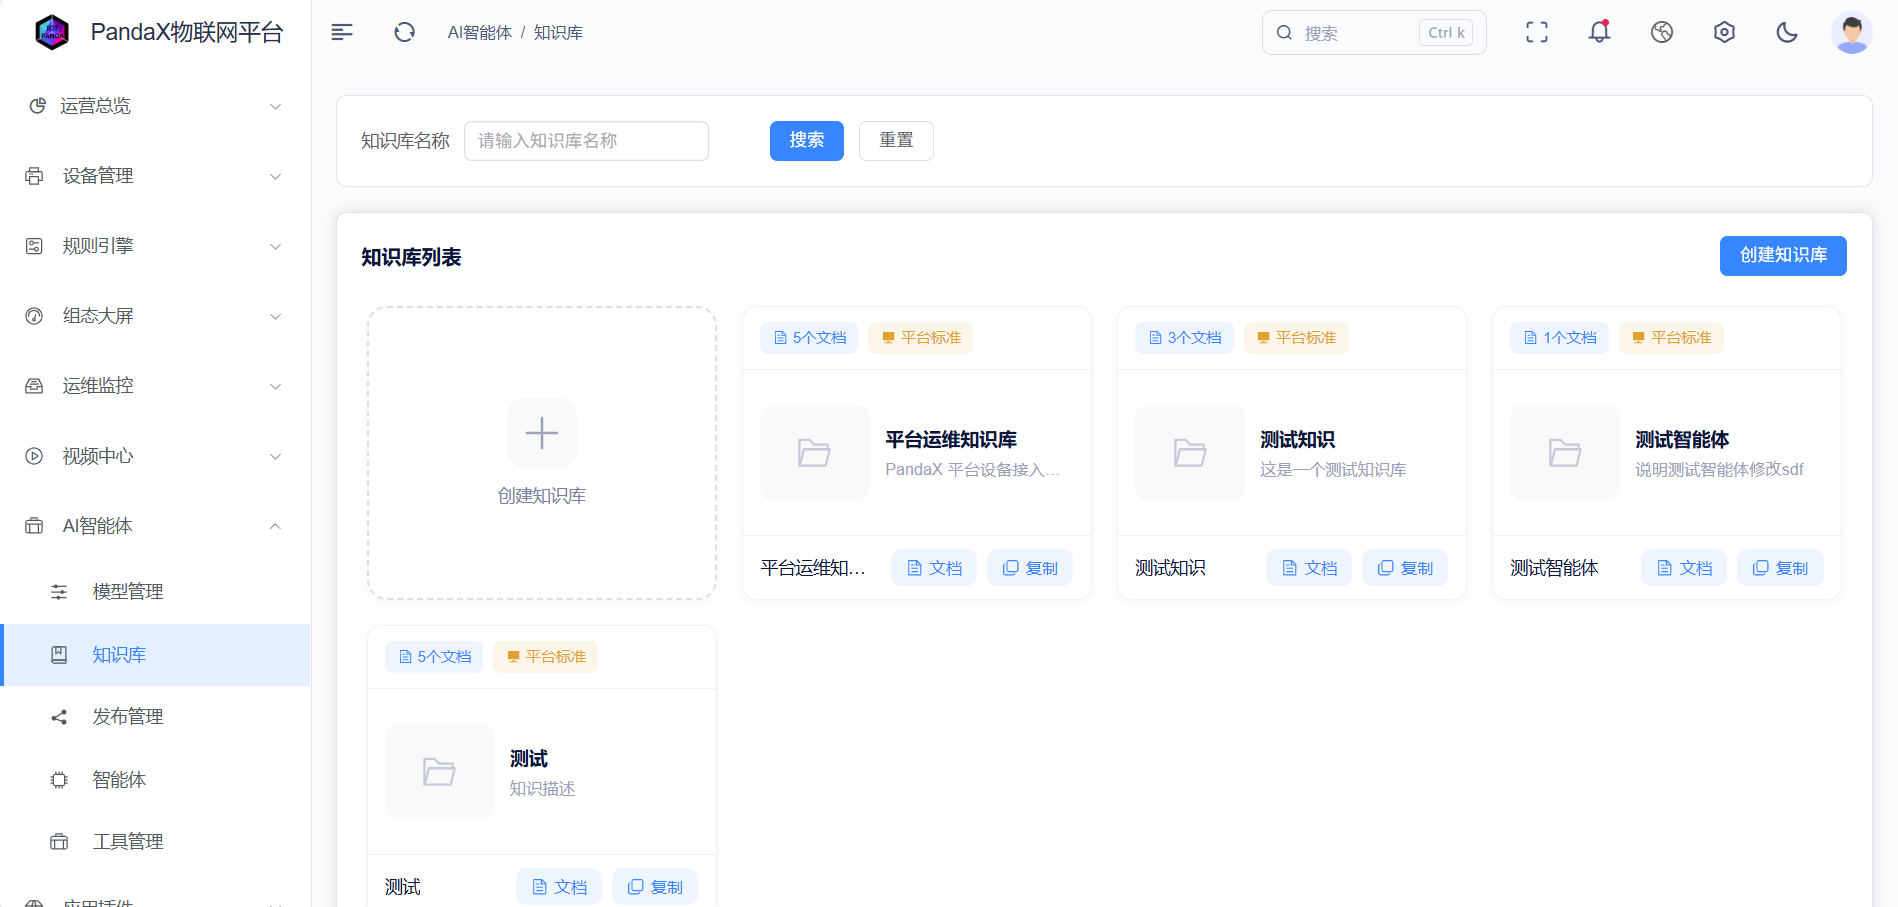 PandaX物联网平台
AI智能体 / 知识库
搜索
Ctrl k
运营总览
设备管理
规则引擎
组态大屏
运维监控
视频中心
AI智能体
模型管理
知识库
发布管理
智能体
工具管理
应用插件
知识库名称
请输入知识库名称
搜索
重置
知识库列表
创建知识库
创建知识库
5个文档
平台标准
平台运维知识库
PandaX 平台设备接入...
平台运维知...
文档
复制
3个文档
平台标准
测试知识
这是一个测试知识库
测试知识
文档
复制
1个文档
平台标准
测试智能体
说明测试智能体修改sdf
测试智能体
文档
复制
5个文档
平台标准
测试
知识描述
测试
文档
复制